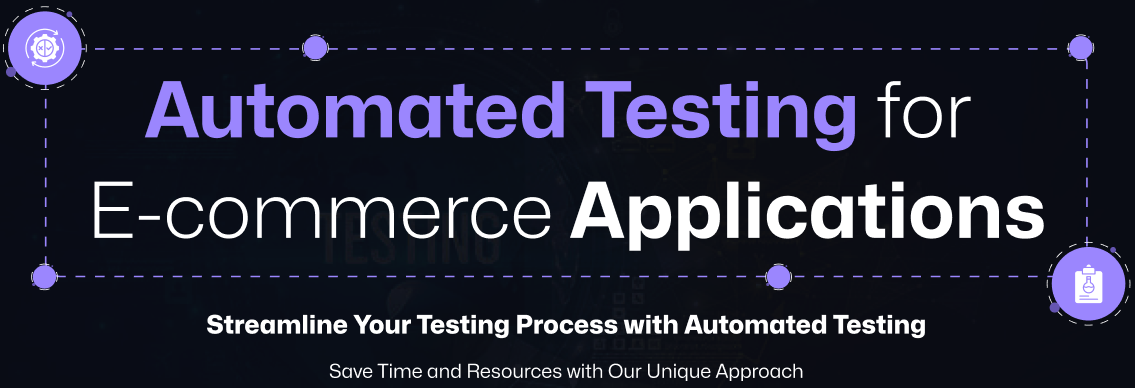 Automated Testing for
E-commerce Applications
TESTING
Streamline Your Testing Process with Automated Testing
Save Time and Resources with Our Unique Approach